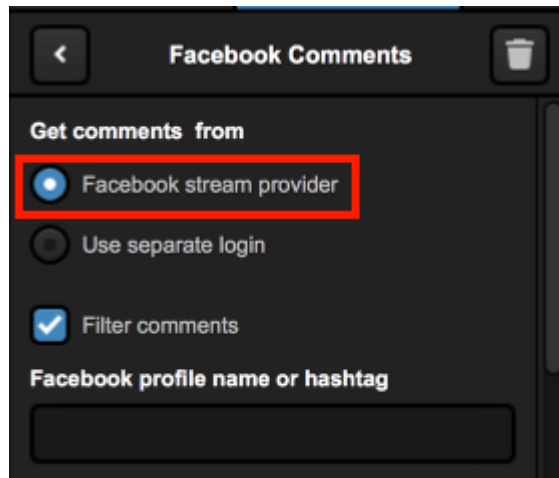 Facebook Comments
Get comments from
Facebook stream provider
Use separate login
Filter comments
Facebook profile name or hashtag